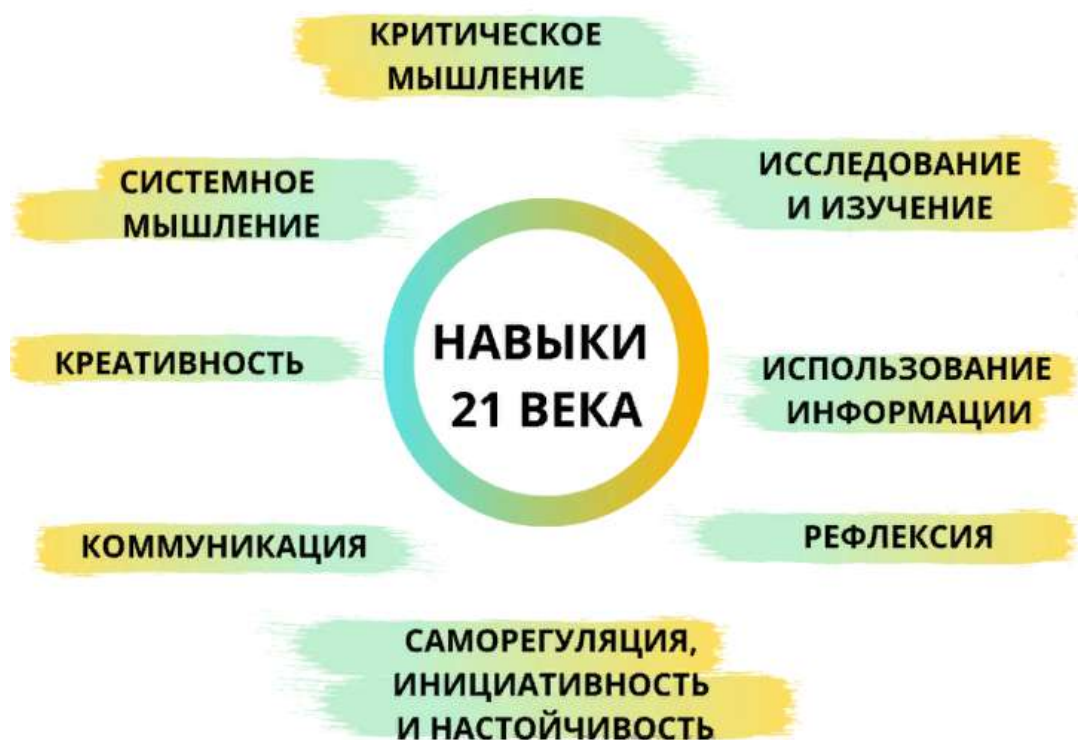 КРИТИЧЕСКОЕ
МЫШЛЕНИЕ
ИССЛЕДОВАНИЕ
И ИЗУЧЕНИЕ
СИСТЕМНОЕ
МЫШЛЕНИЕ
НАВЫКИ
21 ВЕКА
КРЕАТИВНОСТЬ
ИСПОЛЬЗОВАНИЕ
ИНФОРМАЦИИ
КОММУНИКАЦИЯ
РЕФЛЕКСИЯ
САМОРЕГУЛЯЦИЯ,
ИНИЦИАТИВНОСТЬ
И НАСТОЙЧИВОСТЬ